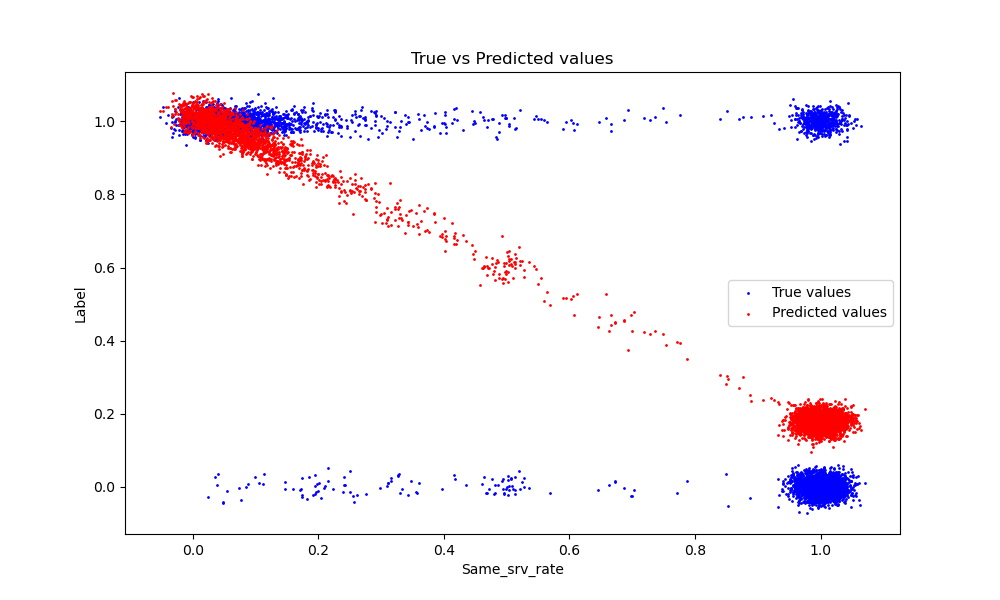 True vs Predicted values
Label
1.0
0.8
0.6
0.4
0.2
0.0
True values
Predicted values
0.0 0.2 0.4 0.6 0.8 1.0
Same_srv_rate